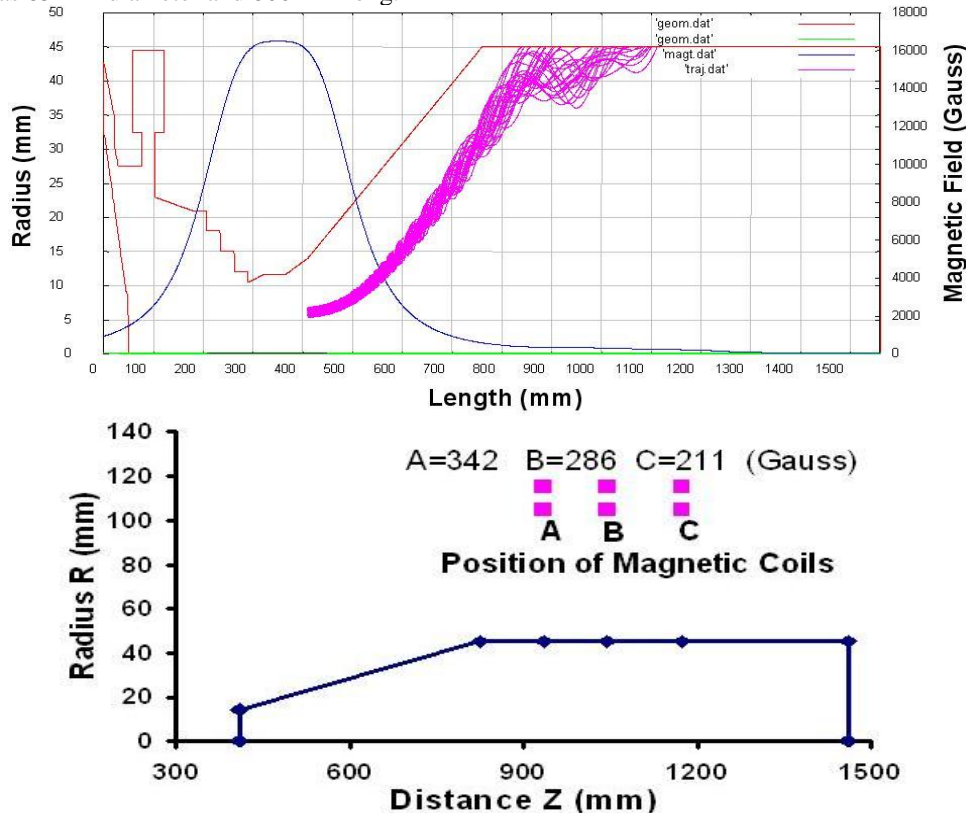 45
40
35
30
25
20
15
10
5
0
Radius (mm)
18000
16000
14000
12000
10000
8000
6000
4000
2000
0
Magnetic Field (Gauss)
'geom.dat'
'geom.dat'
'magt.dat'
'traj.dat'
0 100 200 300 400 500 600 700 800 900 1000 1100 1200 1300 1400 1500
Length (mm)
140
120
100
80
60
40
20
0
Radius R (mm)
A=342 B=286 C=211 (Gauss)
A B C
Position of Magnetic Coils
300 600 900 1200 1500
Distance Z (mm)